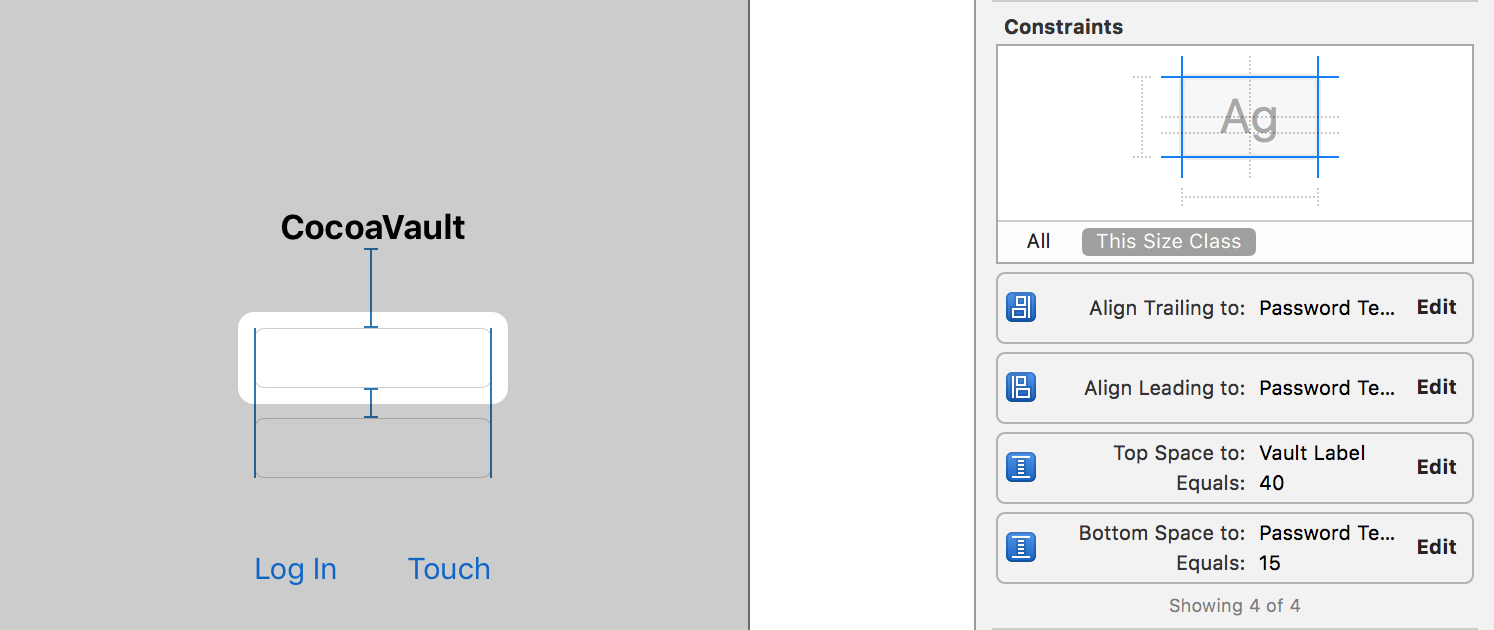 CocoaVault
Log In
Touch
Constraints
Ag
All
This Size Class
Align Trailing to: Password Te... Edit
Align Leading to: Password Te... Edit
Top Space to: Vault Label
Equals: 40
Edit
Bottom Space to: Password Te...
Equals: 15
Edit
Showing 4 of 4